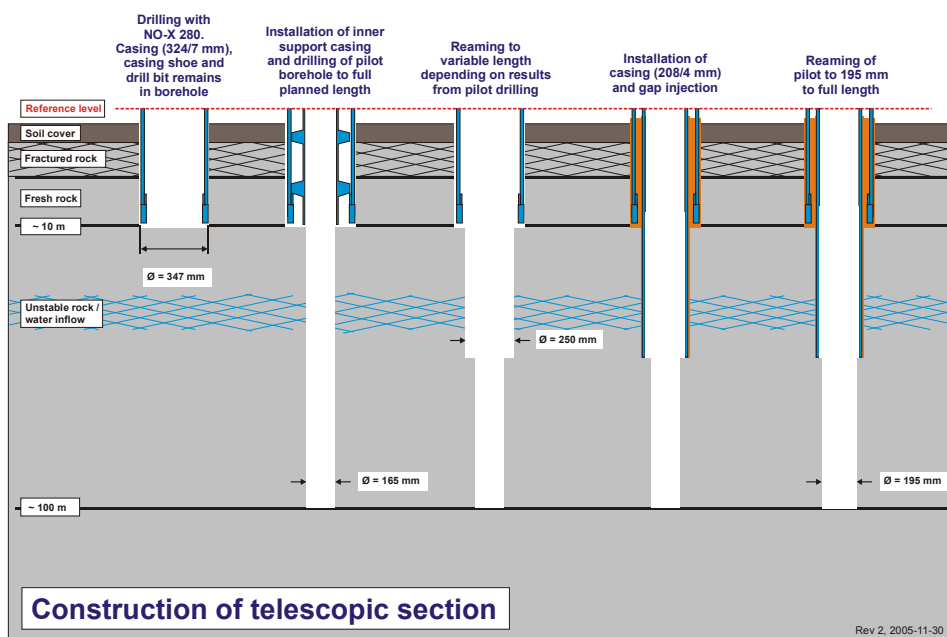 Drilling with
NO-X 280.
Casing (324/7 mm),
casing shoe and
drill bit remains
in borehole
Installation of inner
support casing
and drilling of pilot
borehole to full
planned length
Reaming to
variable length
depending on results
from pilot drilling
Installation of
casing (208/4 mm)
and gap injection
Reaming of
pilot to 195 mm
to full length
Reference level
Soil cover
Fractured rock
Fresh rock
~ 10 m
Ø = 347 mm
Unstable rock /
water inflow
Ø = 250 mm
Ø = 165 mm
Ø = 195 mm
~ 100 m
Construction of telescopic section
Rev 2, 2005-11-30